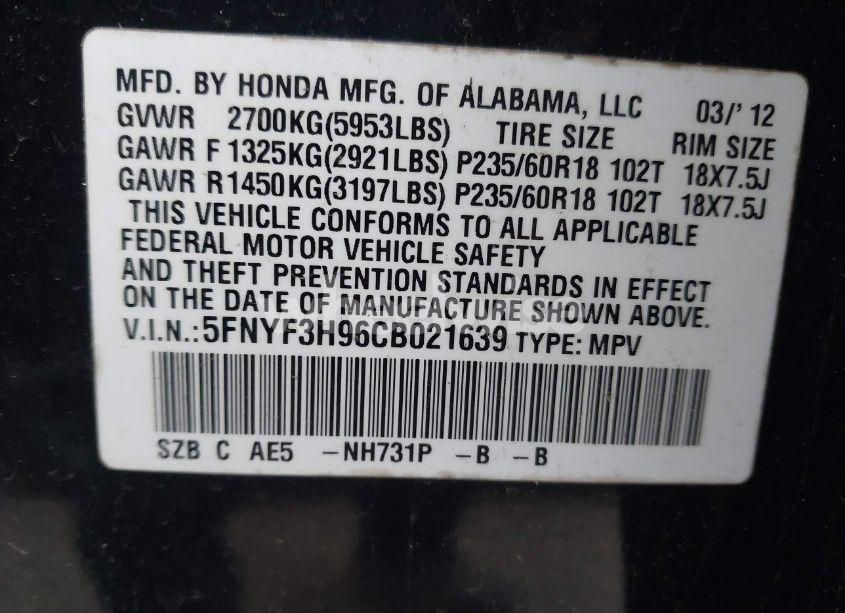 MFD. BY HONDA MFG. OF ALABAMA, LLC 03/' 12
GVWR 2700KG(5953LBS) TIRE SIZE RIM SIZE
GAWR F 1325KG(2921LBS) P235/60R18 102T 18X7.5J
GAWR R1450KG(3197LBS) P235/60R18 102T 18X7.5J
THIS VEHICLE CONFORMS TO ALL APPLICABLE
FEDERAL MOTOR VEHICLE SAFETY
AND THEFT PREVENTION STANDARDS IN EFFECT
ON THE DATE OF MANUFACTURE SHOWN ABOVE.
V.I.N.:5FNYF3H96CB021639 TYPE: MPV
SZB C AE5 -NH731P -B -B